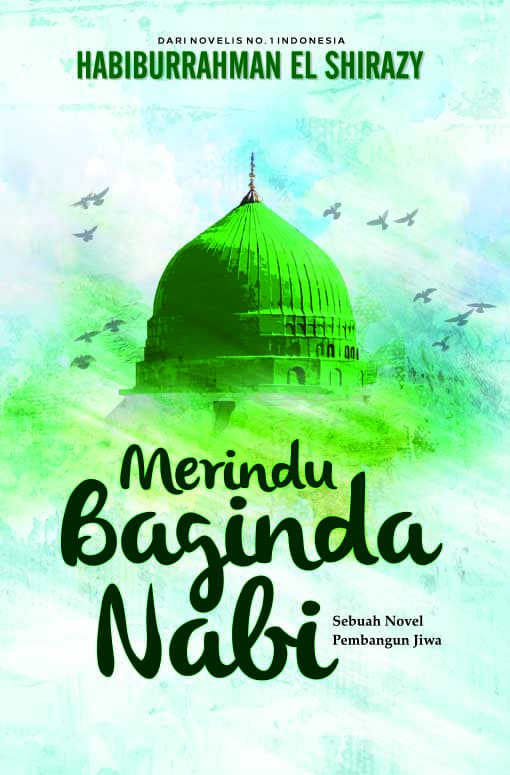 DARI NOVELIS NO. 1 INDONESIA
HABIBURRAHMAN EL SHIRAZY
Merindu
Baginda
Nabi
Sebuah Novel
Pembangun Jiwa